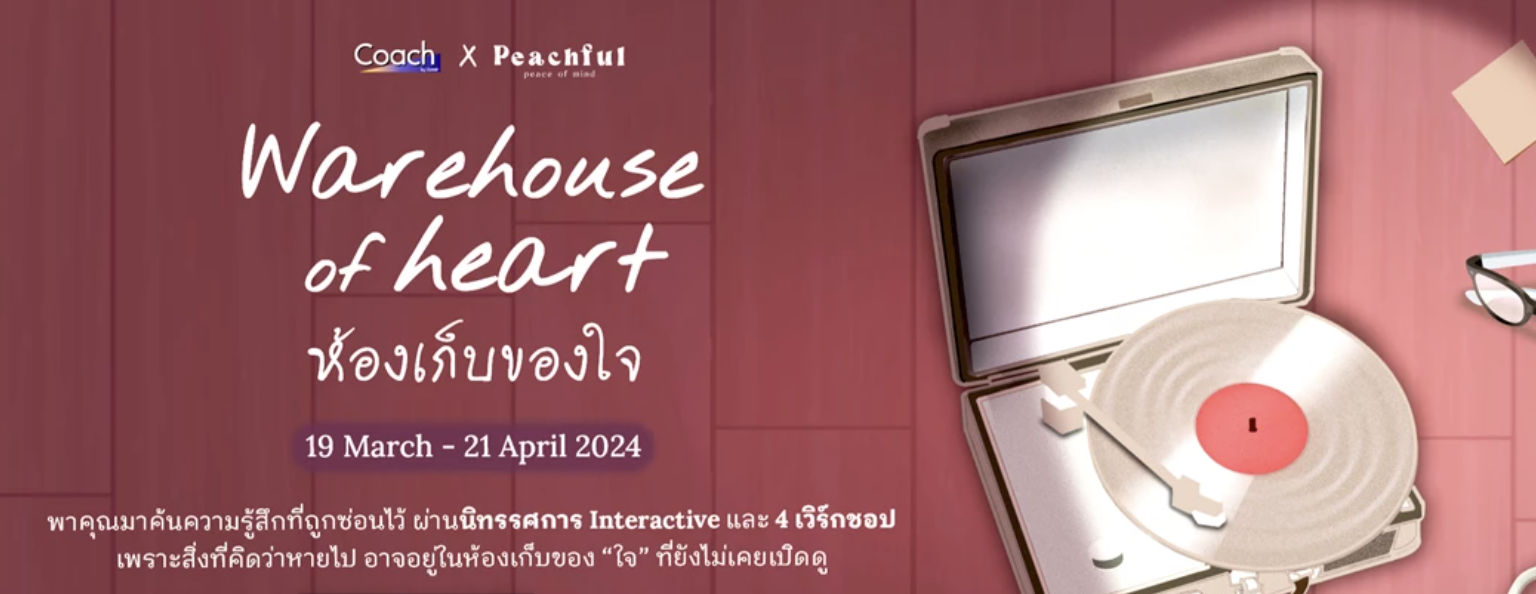 Coach X Peachful
peace of mind
Warehouse
of heart
ห้องเก็บของใจ
19 March - 21 April 2024
พาคุณมาค้นความรู้สึกที่ถูกซ่อนไว้ ผ่านนิทรรศการ Interactive และ 4 เวิร์กชอป
เพราะสิ่งที่คิดว่าหายไป อาจอยู่ในห้องเก็บของ “ใจ” ที่ยังไม่เคยเปิดดู